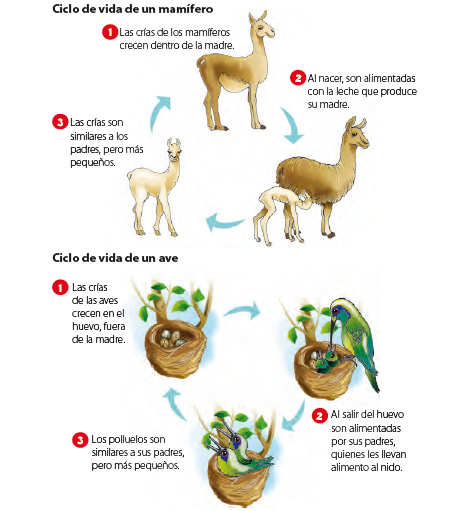 Ciclo de vida de un mamífero
1 Las crías de los mamíferos
crecen dentro de la madre.
2 Al nacer, son alimentadas
con la leche que produce
su madre.
3 Las crías son
similares a los
padres, pero más
pequeños.
Ciclo de vida de un ave
1 Las crías
de las aves
crecen en el
huevo, fuera
de la madre.
2 Al salir del huevo
son alimentadas
por sus padres,
quienes les llevan
alimento al nido.
3 Los polluelos son
similares a sus padres,
pero más pequeños.